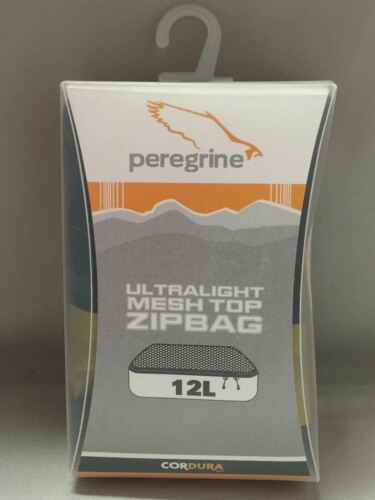 peregrine
ULTRALIGHT
MESH TOP
ZIPBAG
12L
CORDURA